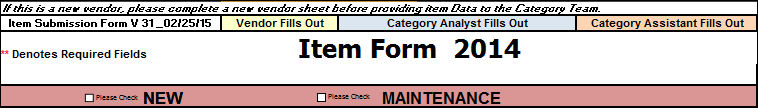 If this is a new vendor, please complete a new vendor sheet before providing item Data to the Category Team.
Item Submission Form V 31_02/25/15 Vendor Fills Out Category Analyst Fills Out Category Assistant Fills Out
** Denotes Required Fields Item Form 2014
Please Check NEW Please Check MAINTENANCE